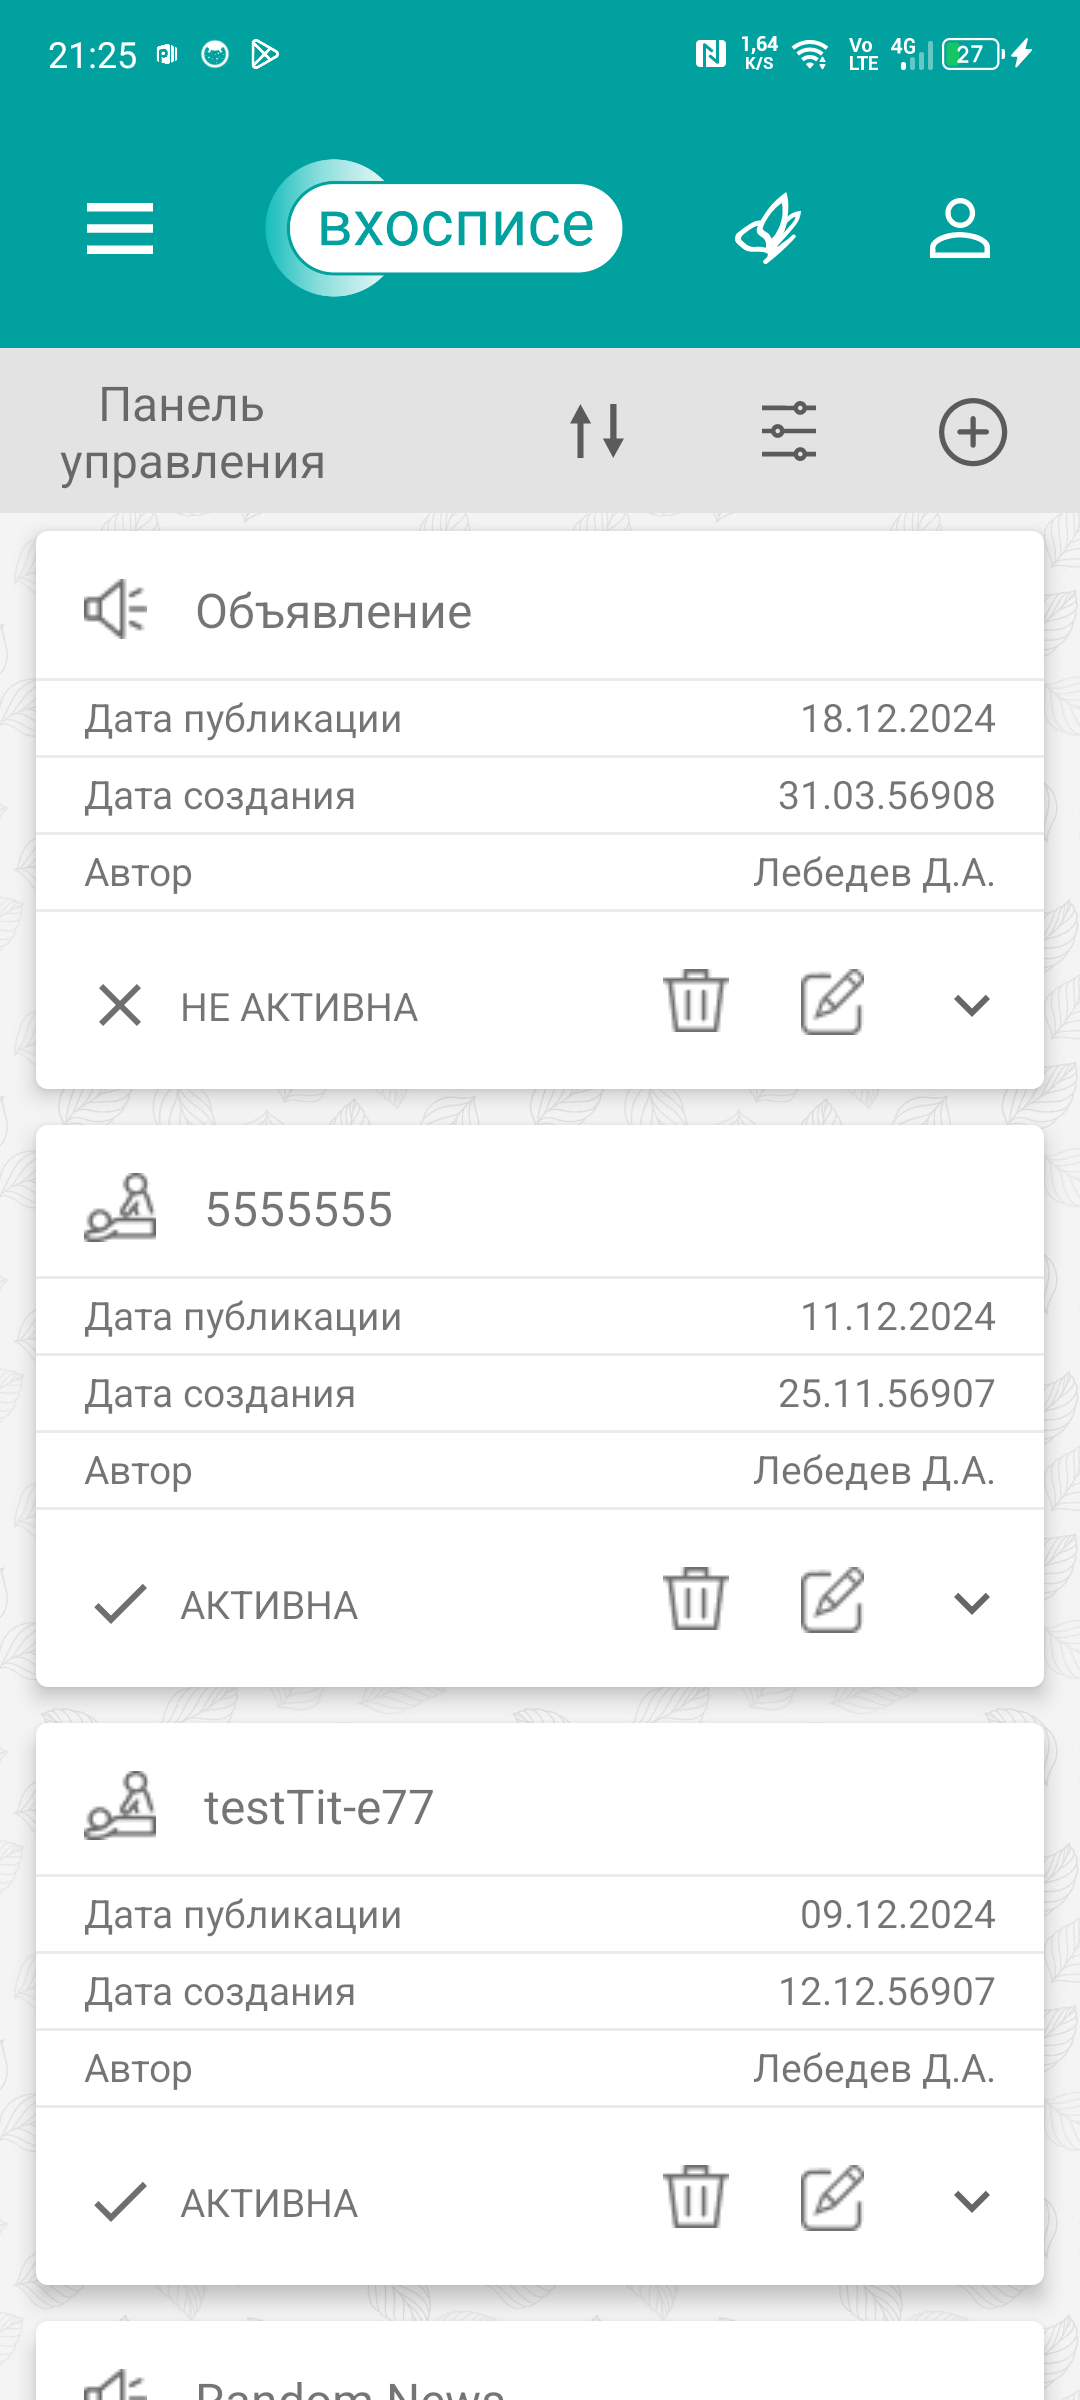 21:25
1,64
K/S
Vo
LTE
4G
27
вхосписе
Панель
управления
Объявление
Дата публикации 18.12.2024
Дата создания 31.03.56908
Автор Лебедев Д.А.
НЕ АКТИВНА
5555555
Дата публикации 11.12.2024
Дата создания 25.11.56907
Автор Лебедев Д.А.
АКТИВНА
testTit-e77
Дата публикации 09.12.2024
Дата создания 12.12.56907
Автор Лебедев Д.А.
АКТИВНА
Random News